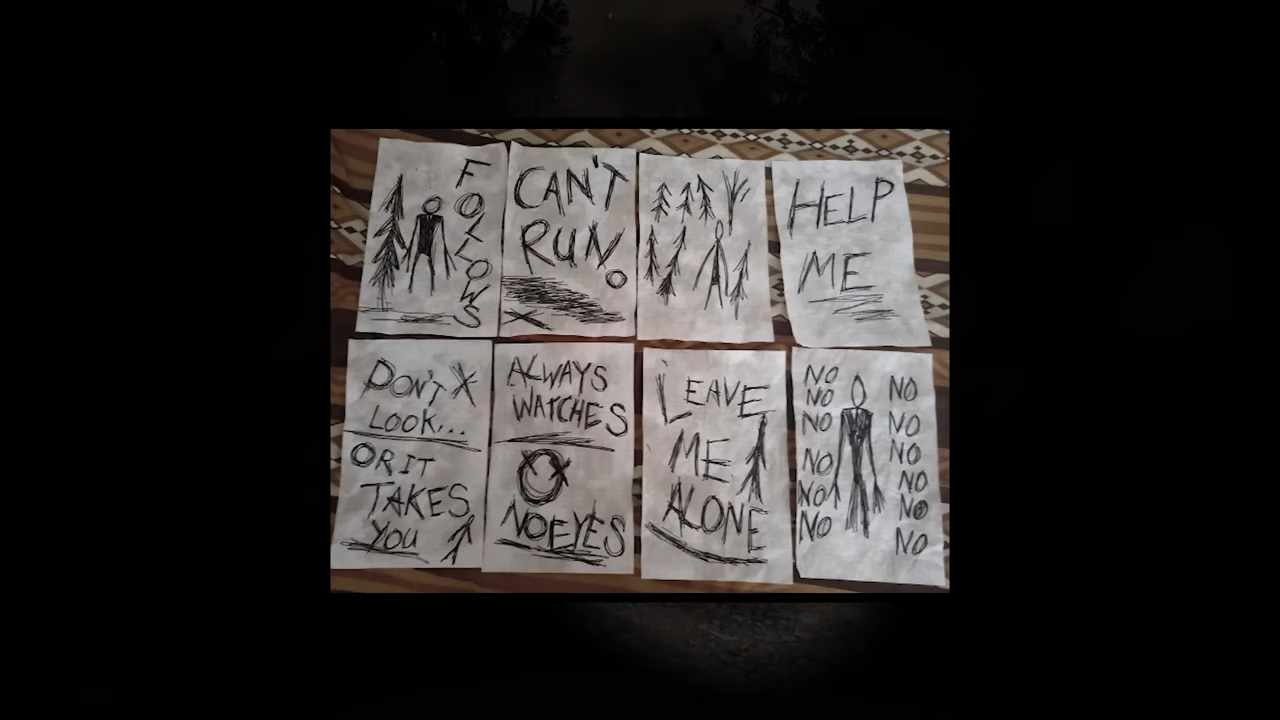 FOLLOWS
CAN'T
RUN.
HELP
ME
DON'T
LOOK...
OR IT
TAKES
YOU
ALWAYS
WATCHES
NO EYES
LEAVE
ME
ALONE
NO NO
NO
NO NO
NO NO
NO NO
NO NO
NO NO